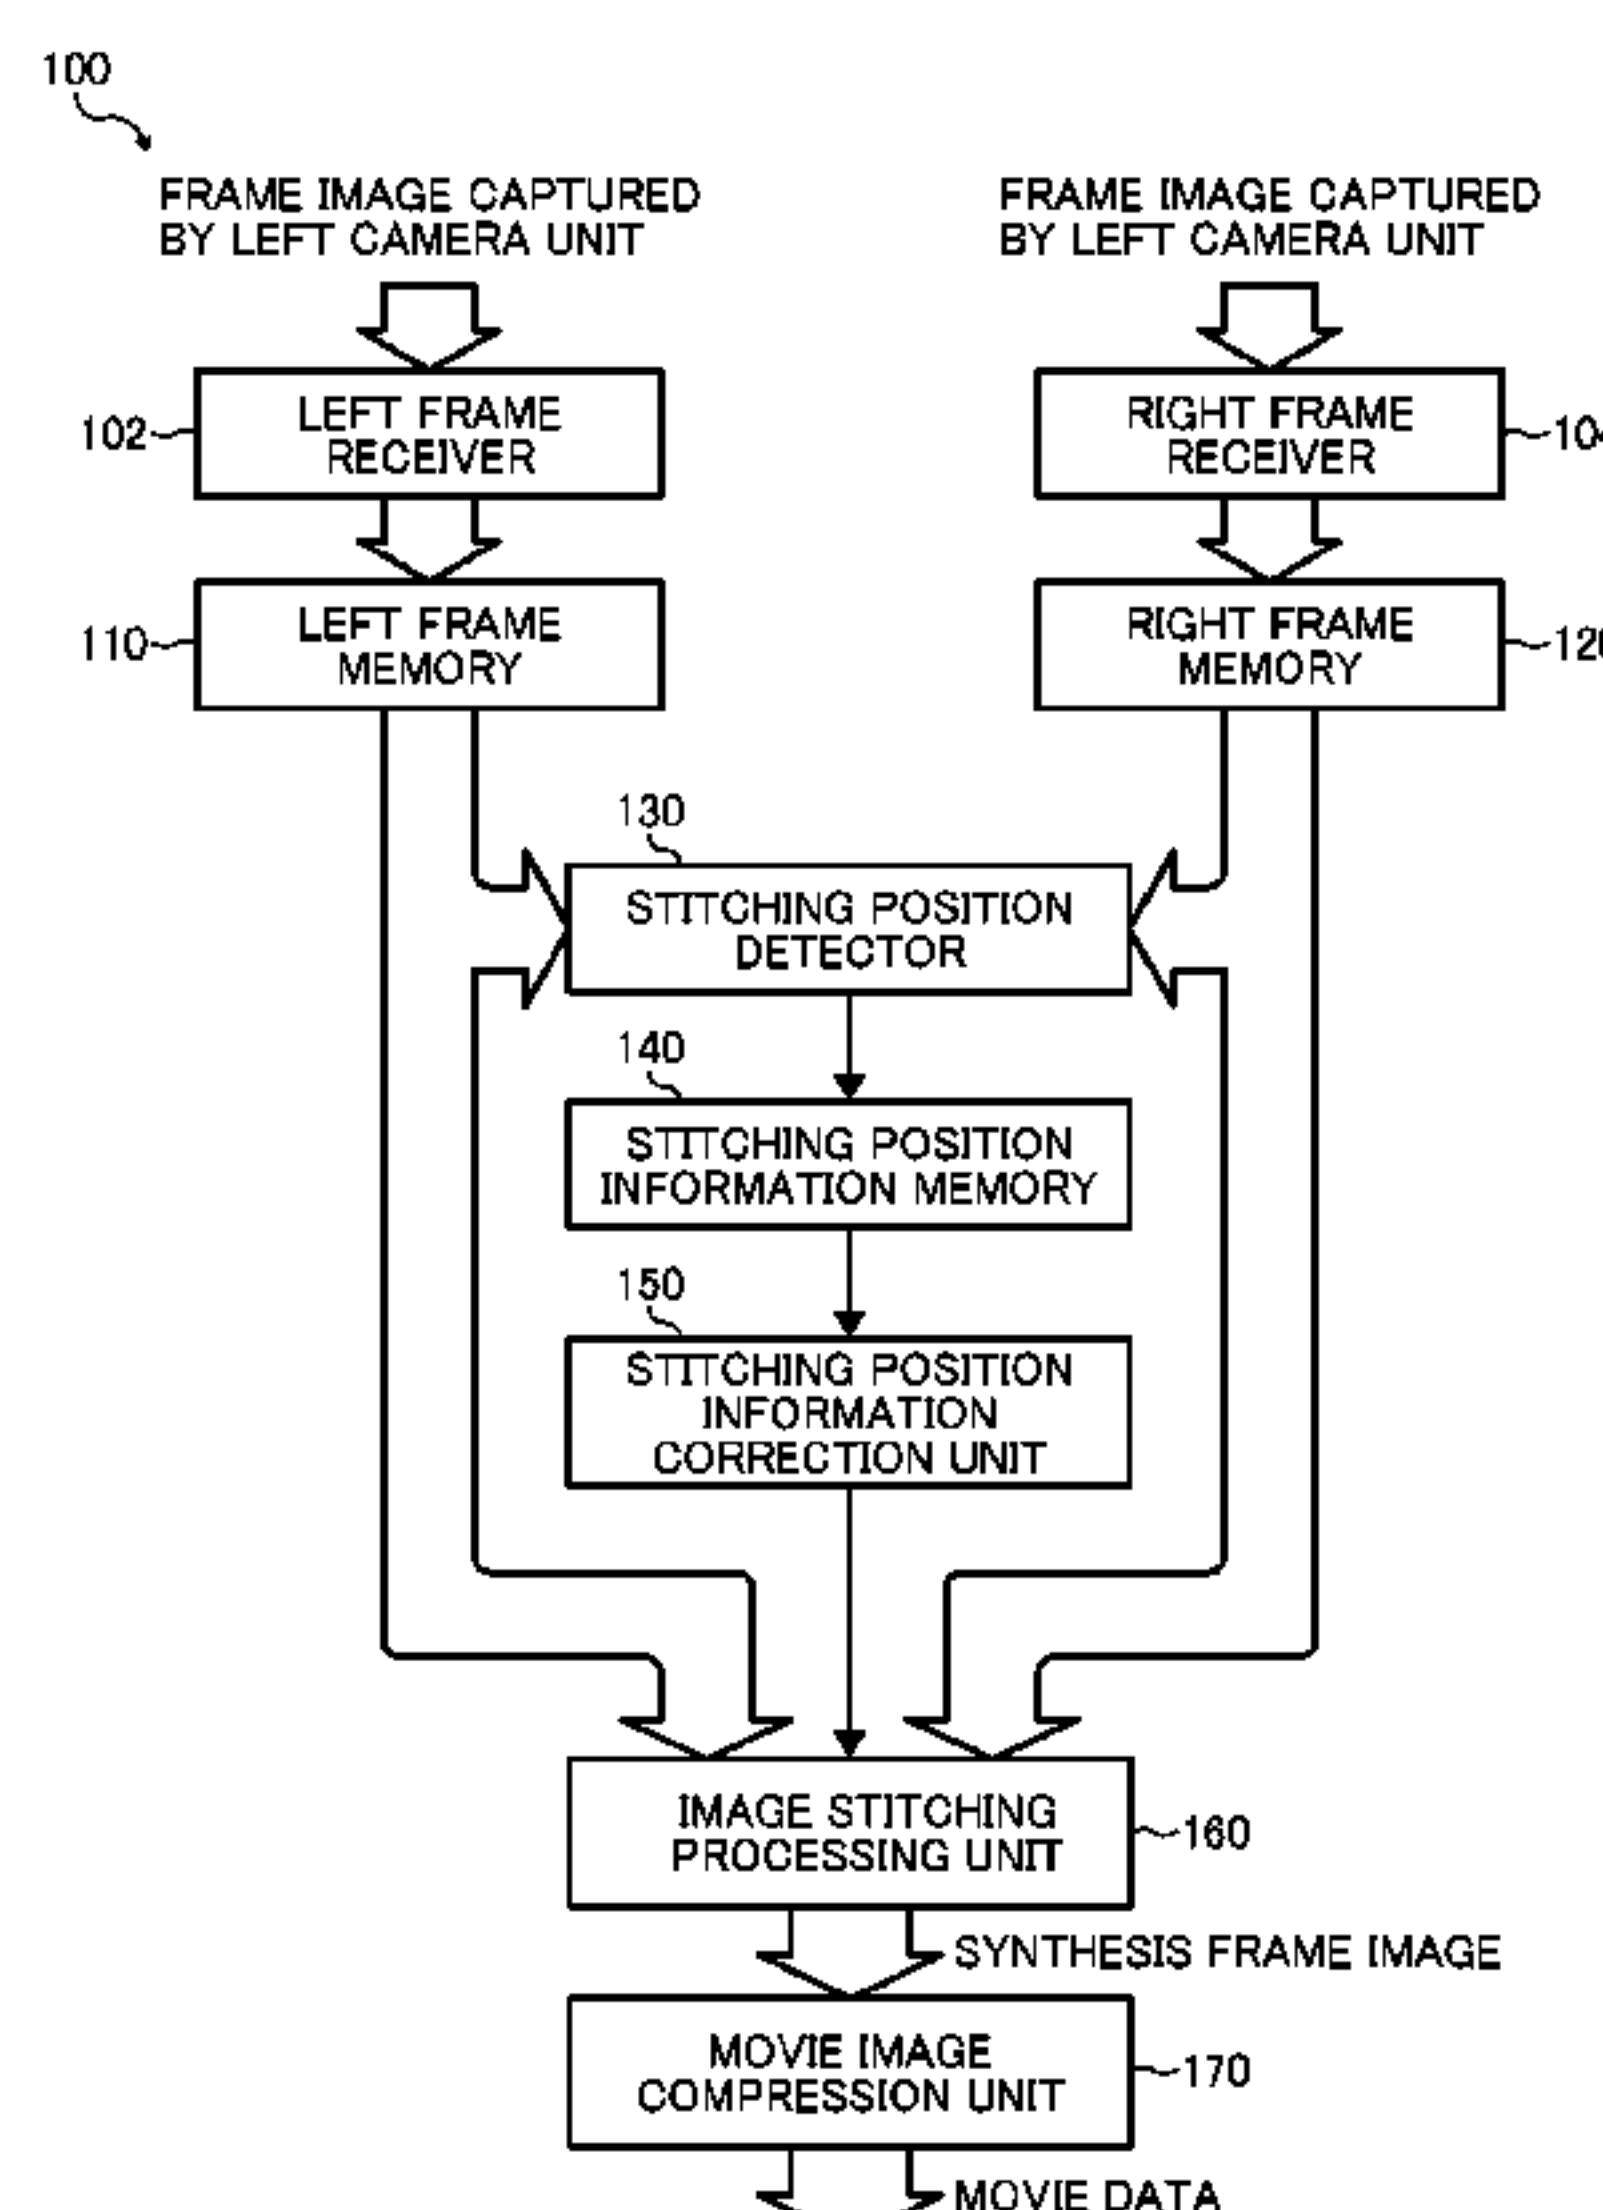 100
FRAME IMAGE CAPTURED
BY LEFT CAMERA UNIT
FRAME IMAGE CAPTURED
BY LEFT CAMERA UNIT
102
LEFT FRAME
RECEIVER
RIGHT FRAME
RECEIVER
110
LEFT FRAME
MEMORY
RIGHT FRAME
MEMORY
130
STITCHING POSITION
DETECTOR
140
STITCHING POSITION
INFORMATION MEMORY
150
STITCHING POSITION
INFORMATION
CORRECTION UNIT
IMAGE STITCHING
PROCESSING UNIT
160
SYNTHESIS FRAME IMAGE
MOVIE IMAGE
COMPRESSION UNIT
170
MOVIE DATA